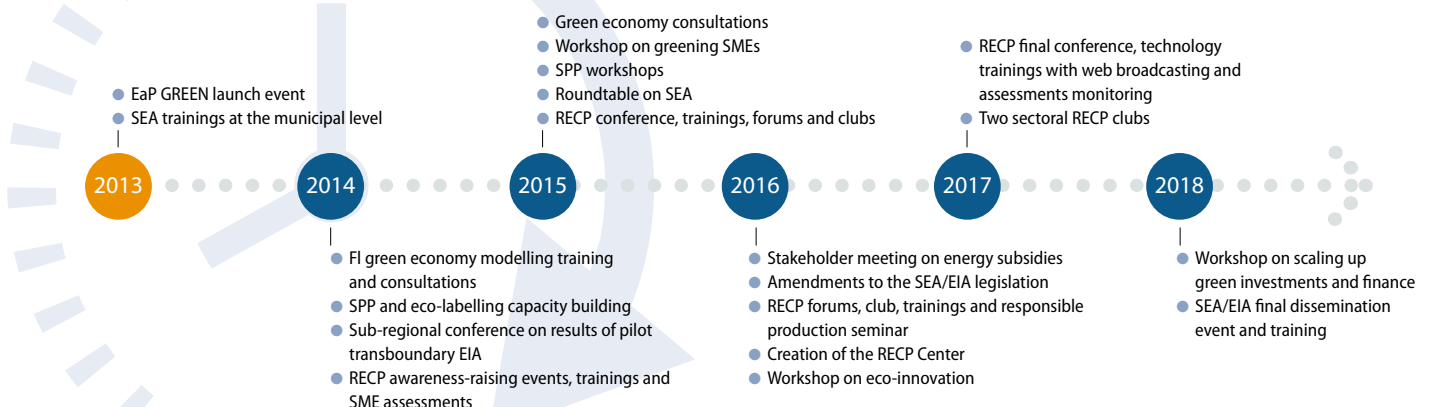 EaP GREEN launch event
SEA trainings at the municipal level
2013
2014
FI green economy modelling training
and consultations
SPP and eco-labelling capacity building
Sub-regional conference on results of pilot
transboundary EIA
RECP awareness-raising events, trainings and
SME assessments
Green economy consultations
Workshop on greening SMEs
SPP workshops
Roundtable on SEA
RECP conference, trainings, forums and clubs
2015
2016
Stakeholder meeting on energy subsidies
Amendments to the SEA/EIA legislation
RECP forums, club, trainings and responsible
production seminar
Creation of the RECP Center
Workshop on eco-innovation
RECP final conference, technology
trainings with web broadcasting and
assessments monitoring
Two sectoral RECP clubs
2017
2018
Workshop on scaling up
green investments and finance
SEA/EIA final dissemination
event and training